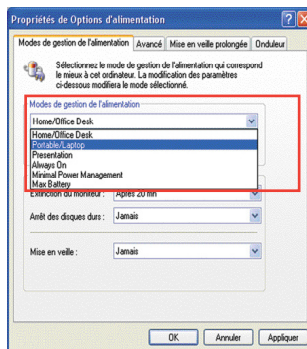 Propriétés de Options d'alimentation
Modes de gestion de l'alimentation
Avancé
Mise en veille prolongée
Onduleur
Sélectionnez le mode de gestion de l'alimentation qui correspond
le mieux à cet ordinateur. La modification des paramètres
ci-dessous modifiera le mode sélectionné.
Modes de gestion de l'alimentation
Home/Office Desk
Home/Office Desk
Portable/Laptop
Presentation
Always On
Minimal Power Management
Max Battery
Extinction du moniteur : Après 20 mn
Arrêt des disques durs : Jamais
Mise en veille : Jamais
OK
Annuler
Appliquer